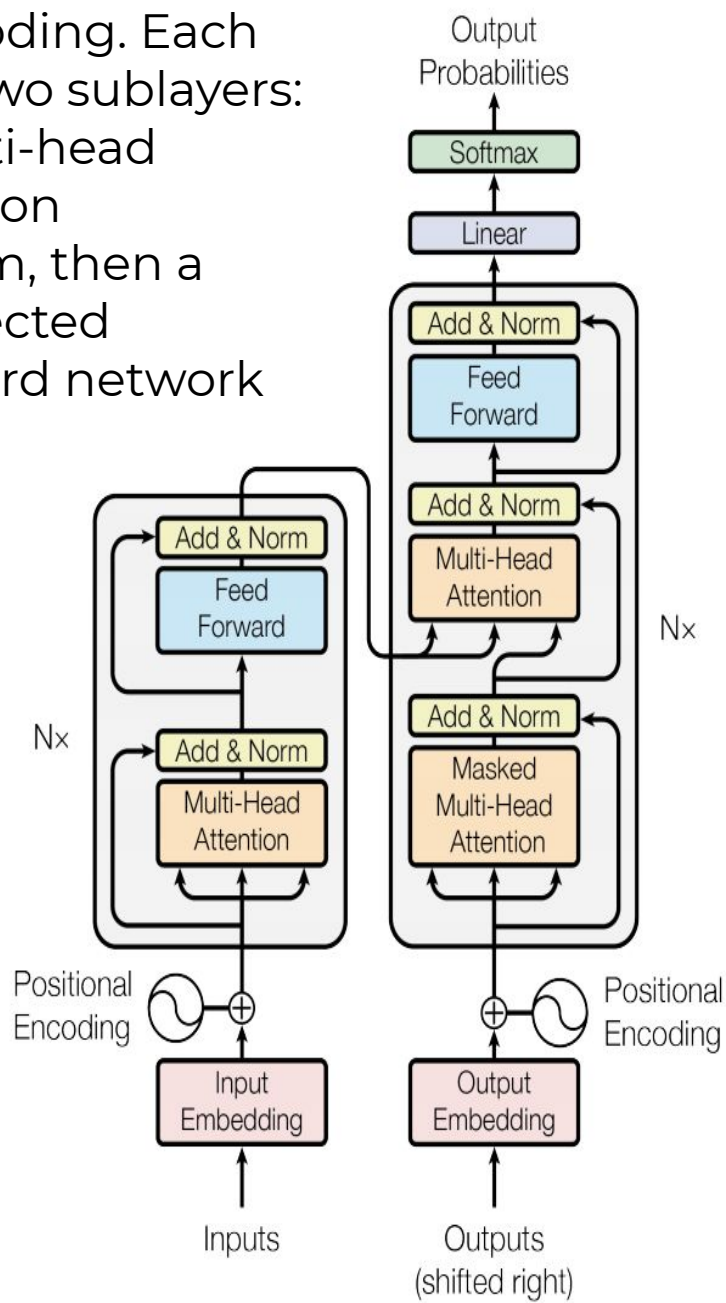 oding. Each
wo sublayers:
ti-head
on
m, then a
ected
rd network
Output
Probabilities
Softmax
Linear
Add & Norm
Feed
Forward
Add & Norm
Multi-Head
Attention
Nx
Add & Norm
Masked
Multi-Head
Attention
Add & Norm
Feed
Forward
Nx
Add & Norm
Multi-Head
Attention
Positional
Encoding
Positional
Encoding
Input
Embedding
Output
Embedding
Inputs
Outputs
(shifted right)